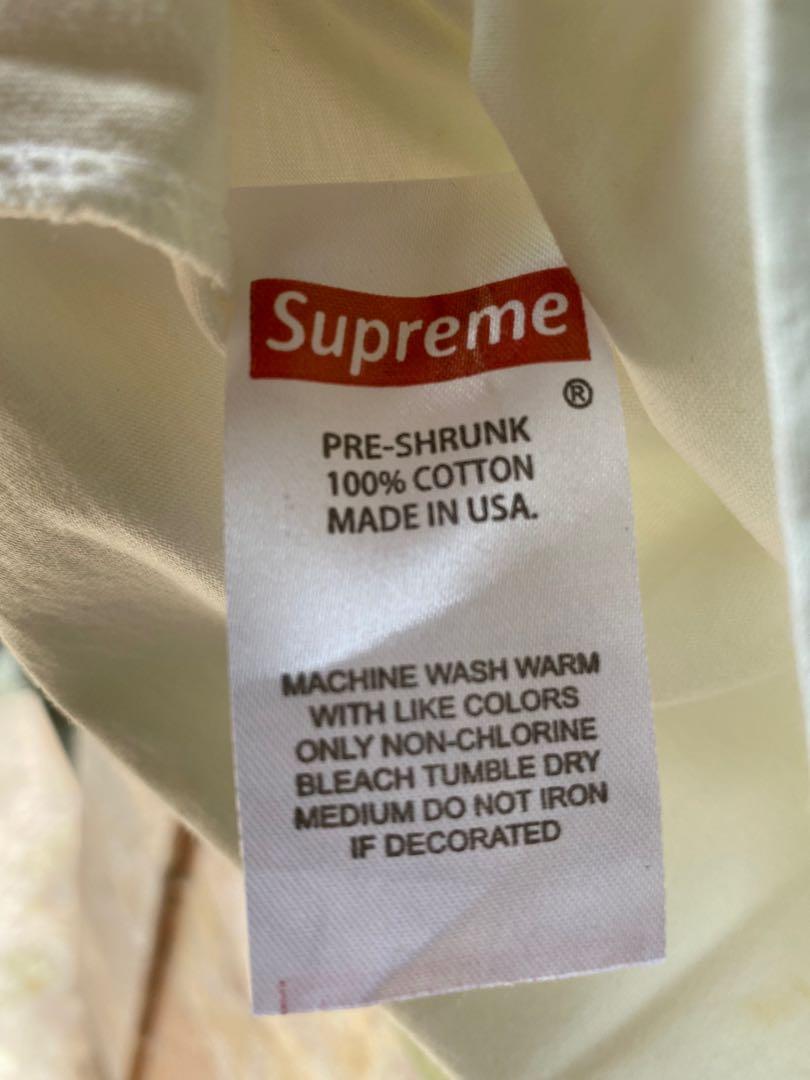 Supreme
®
PRE-SHRUNK
100% COTTON
MADE IN USA.
MACHINE WASH WARM
WITH LIKE COLORS
ONLY NON-CHLORINE
BLEACH TUMBLE DRY
MEDIUM DO NOT IRON
IF DECORATED